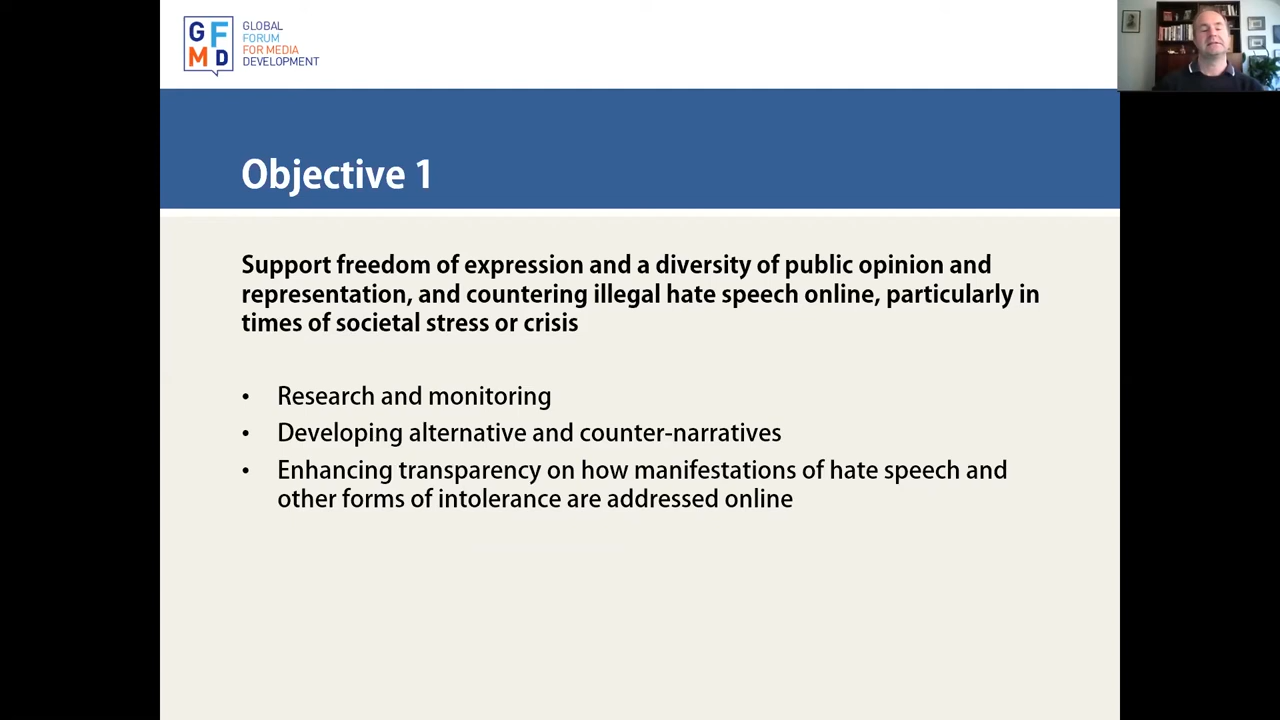 GF
MD
GLOBAL
FORUM
FOR MEDIA
DEVELOPMENT
Objective 1
Support freedom of expression and a diversity of public opinion and
representation, and countering illegal hate speech online, particularly in
times of societal stress or crisis
• Research and monitoring
• Developing alternative and counter-narratives
• Enhancing transparency on how manifestations of hate speech and
other forms of intolerance are addressed online